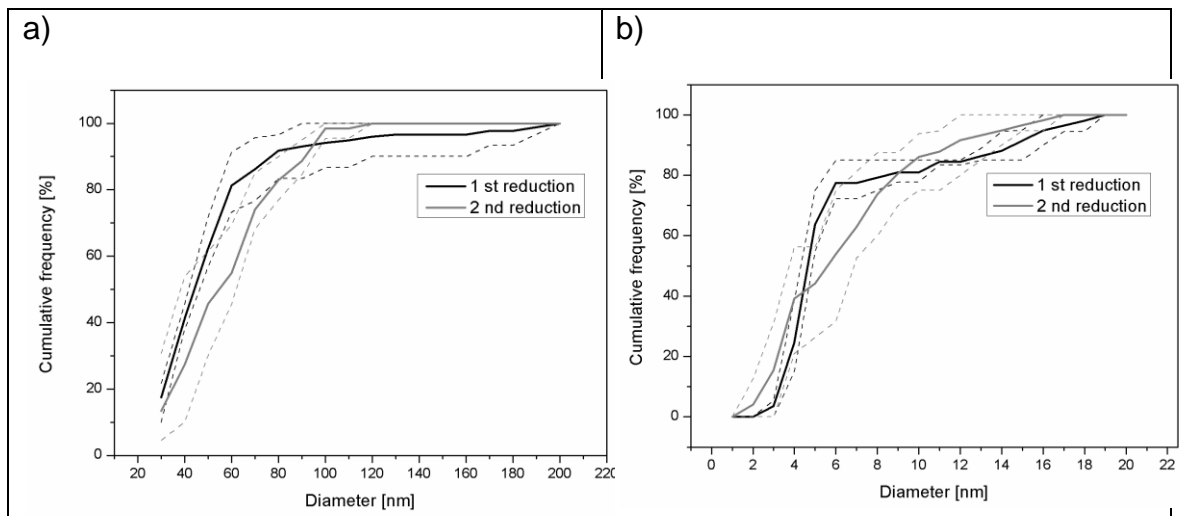 a)
Cumulative frequency [%]
100
80
60
40
20
0
1 st reduction
2 nd reduction
20 40 60 80 100 120 140 160 180 200 220
Diameter [nm]
b)
Cumulative frequency [%]
100
80
60
40
20
0
1 st reduction
2 nd reduction
0 2 4 6 8 10 12 14 16 18 20 22
Diameter [nm]